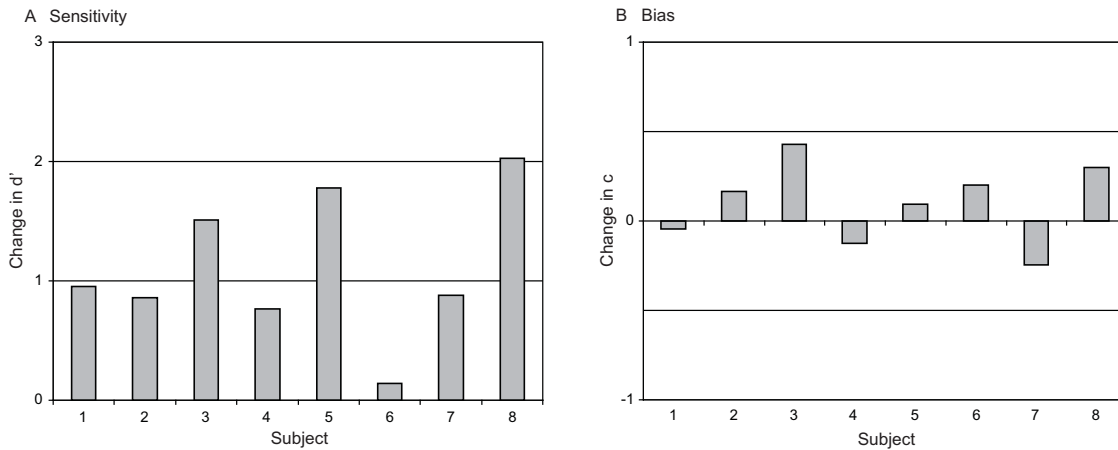 A Sensitivity
3
2
1
0
Change in d’
1 2 3 4 5 6 7 8
Subject
B Bias
1
0
-1
Change in c
1 2 3 4 5 6 7 8
Subject